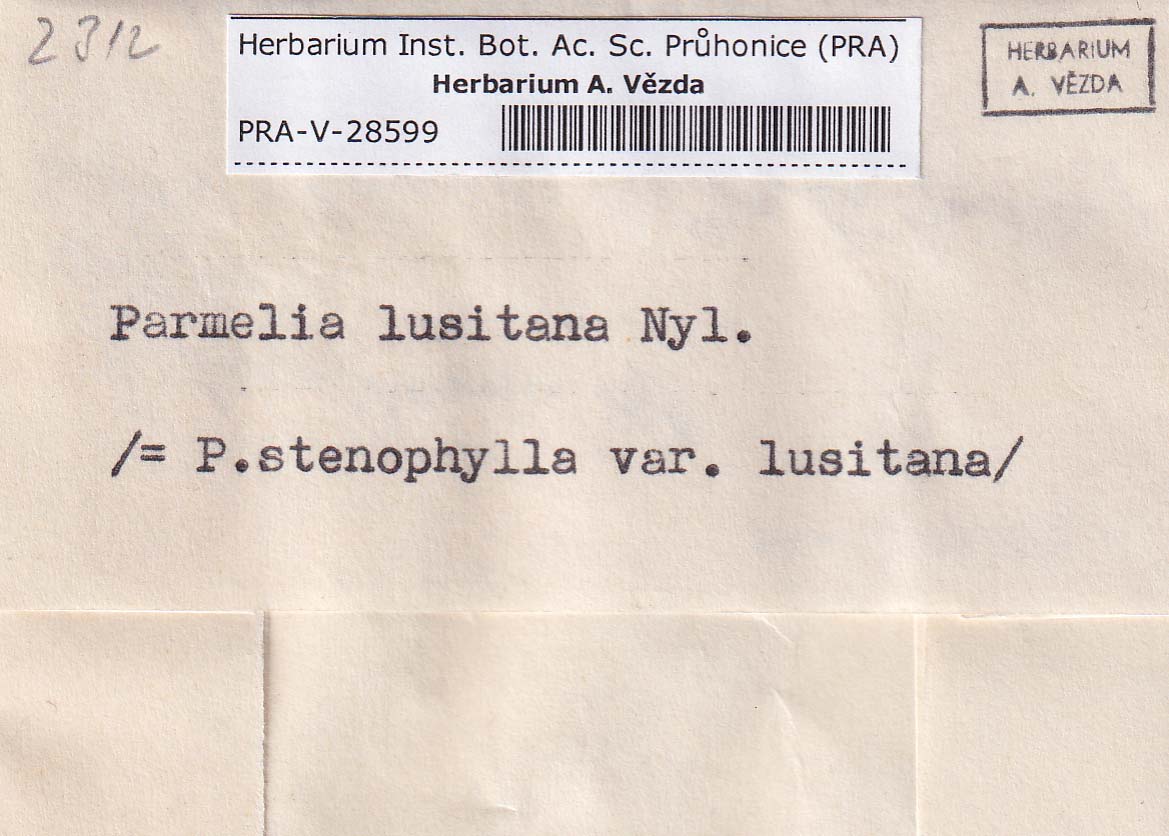 2312
Herbarium Inst. Bot. Ac. Sc. Průhonice (PRA)
Herbarium A. Vězda
PRA-V-28599
HERBARIUM
A. VĚZDA
Parmelia lusitana Nyl.
/= P.stenophylla var. lusitana/